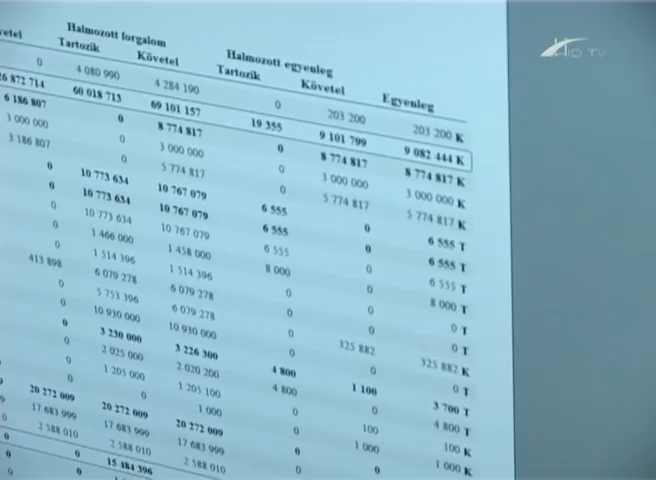 Halmozott forgalom Halmozott egyenleg
vetel Tartozik Követel Tartozik Követel Egyenleg
0 4 080 990 4 284 190 0 203 200 203 200 K
26 872 714 60 018 713 69 101 157 19 355 9 101 799 9 082 444 K
6 186 807 0 8 774 817 0 8 774 817 8 774 817 K
3 000 000 0 3 000 000 0 3 000 000 3 000 000 K
3 186 807 0 5 774 817 0 5 774 817 5 774 817 K
0 10 773 634 10 767 079 6 555 0 6 555 T
0 10 773 634 10 767 079 6 555 0 6 555 T
0 10 773 634 10 767 079 6 555 0 6 555 T
0 1 466 000 1 458 000 8 000 0 8 000 T
0 1 514 396 1 514 396 0 0 0 T
413 898 6 079 278 6 079 278 0 0 0 T
0 5 753 396 6 079 278 0 325 882 325 882 K
0 10 930 000 10 930 000 0 0 0 T
0 3 230 000 3 226 300 4 800 1 100 3 700 T
0 2 025 000 2 020 200 4 800 0 4 800 T
0 1 205 000 1 205 100 100 100 K
0 1 000 1 000 1 000 K
20 272 009 20 272 009 20 272 009 0 0
17 683 999 17 683 999 17 683 999
2 588 010 2 588 010 2 588 010
0 0 15 484 396
HíD TV